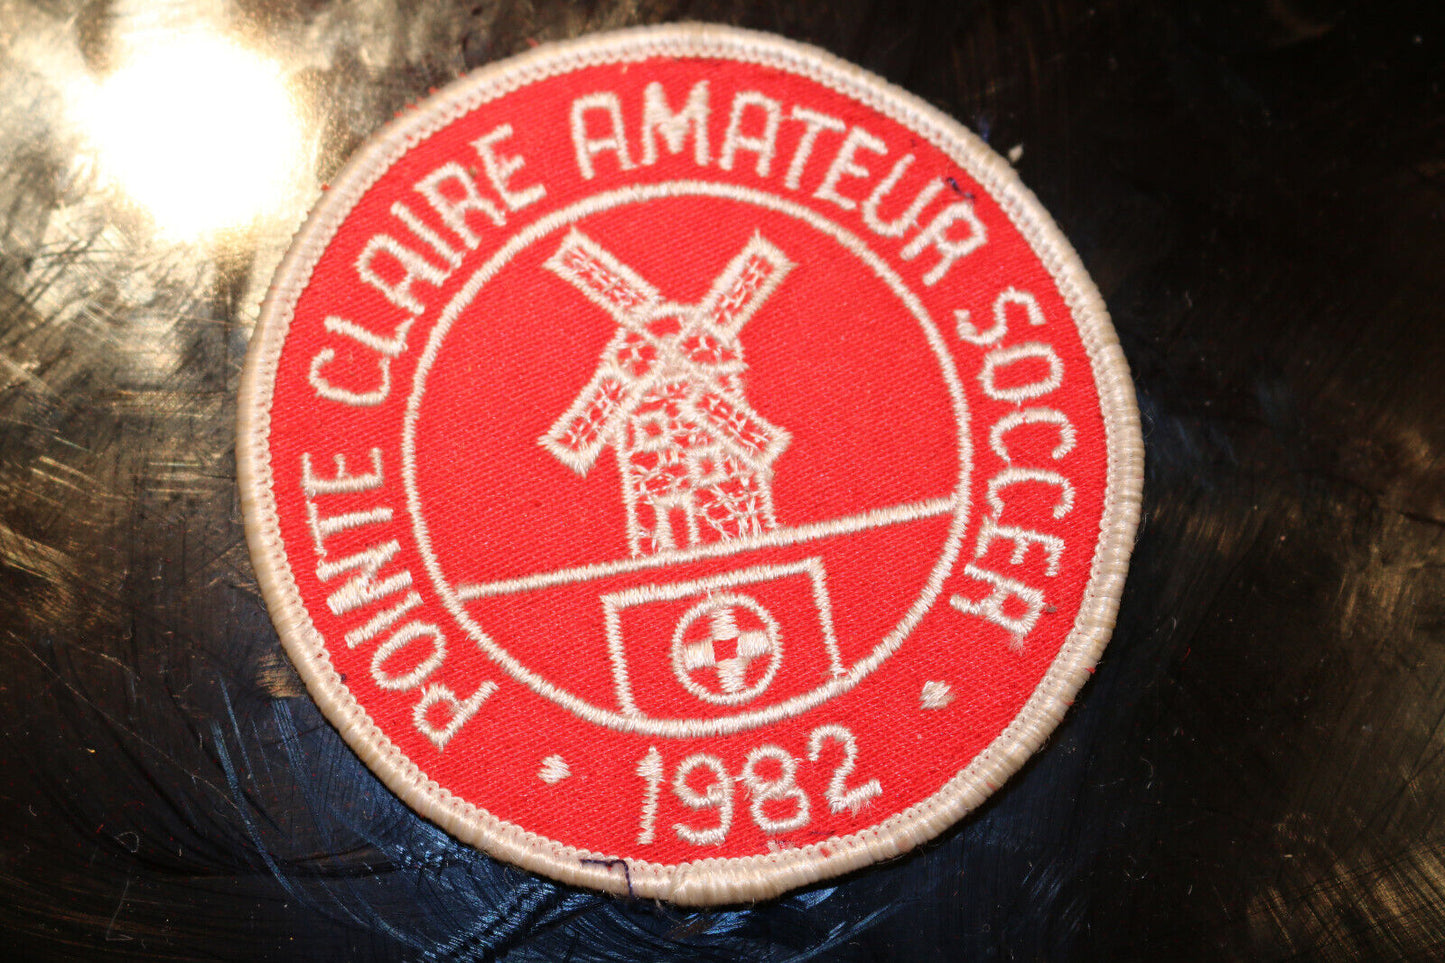 POINTE CLAIRE AMATEUR SOCCER
• 1982 •